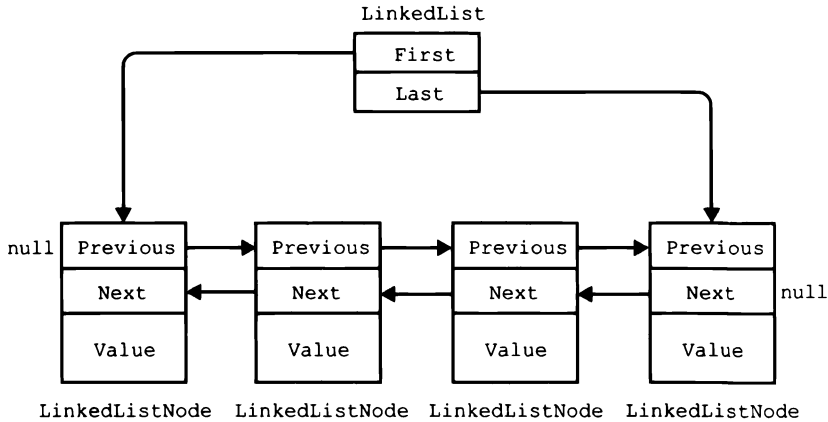 LinkedList
First
Last
null Previous Previous Previous Previous
Next Next Next Next null
Value Value Value Value
LinkedListNode LinkedListNode LinkedListNode LinkedListNode